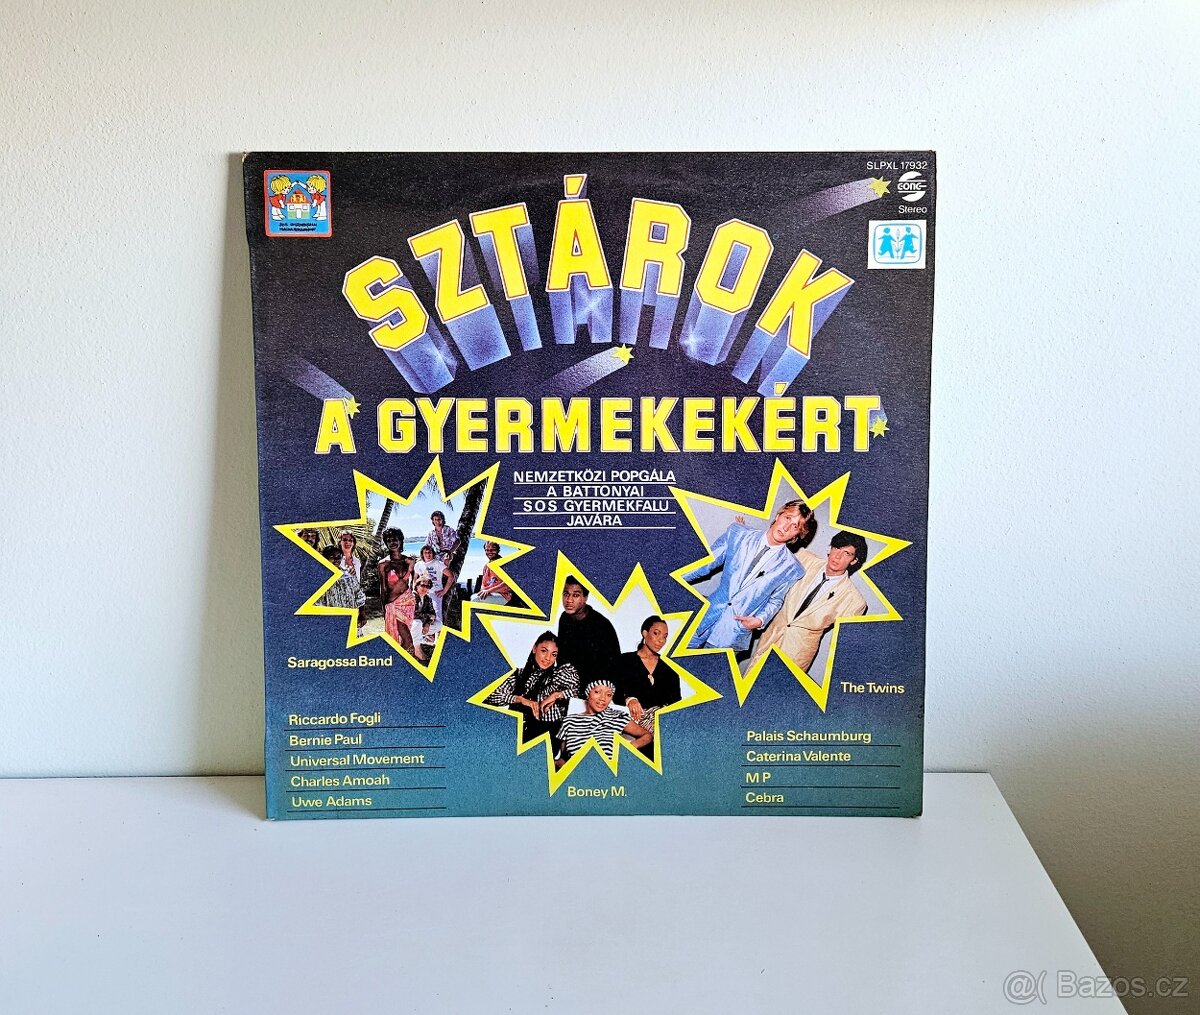 SLPXL 17932
GONG
Stereo
SZTÁROK
A GYERMEKEKÉRT
NEMZETKÖZI POPGÁLA
A BATTONYAI
SOS GYERMEKFALU
JAVÁRA
Saragossa Band
Riccardo Fogli
Bernie Paul
Universal Movement
Charles Amoah
Uwe Adams
Boney M.
The Twins
Palais Schaumburg
Caterina Valente
M P
Cebra
@( Bazos.cz